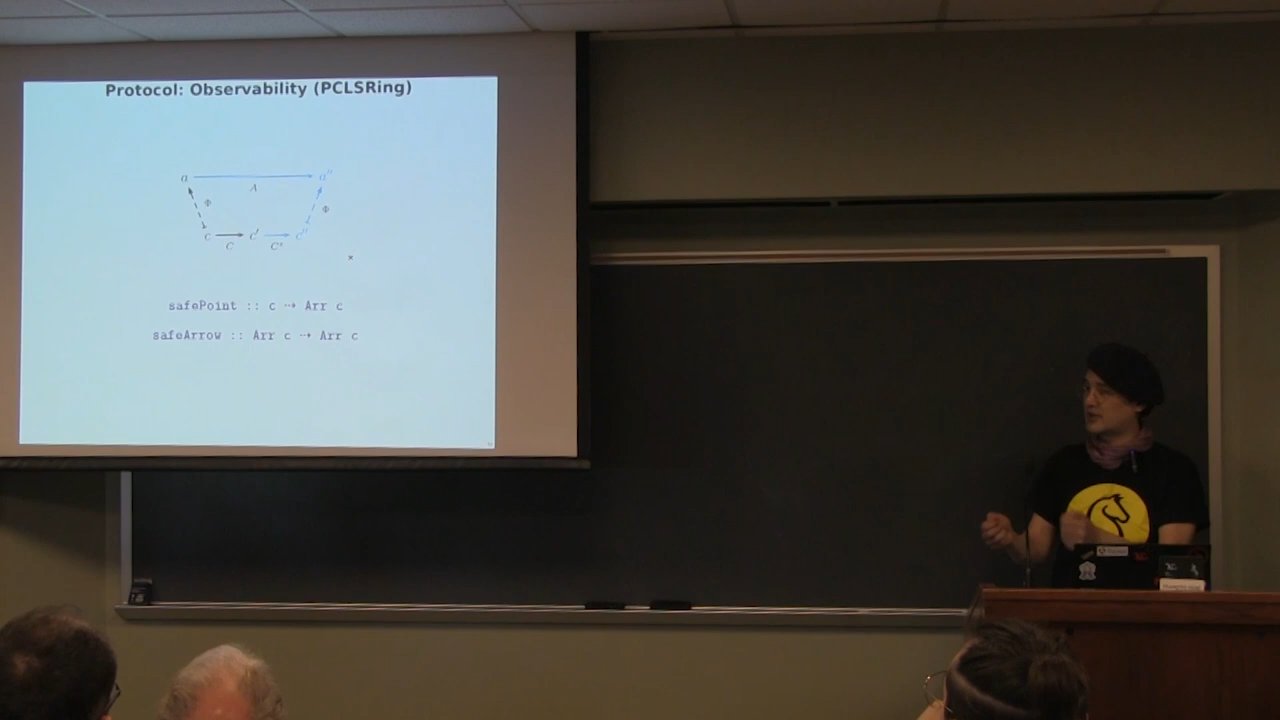 Protocol: Observability (PCLSRing)
a A a''
Φ Φ
c C c' C* c''
safePoint :: c ⇢ Arr c
safeArrow :: Arr c ⇢ Arr c